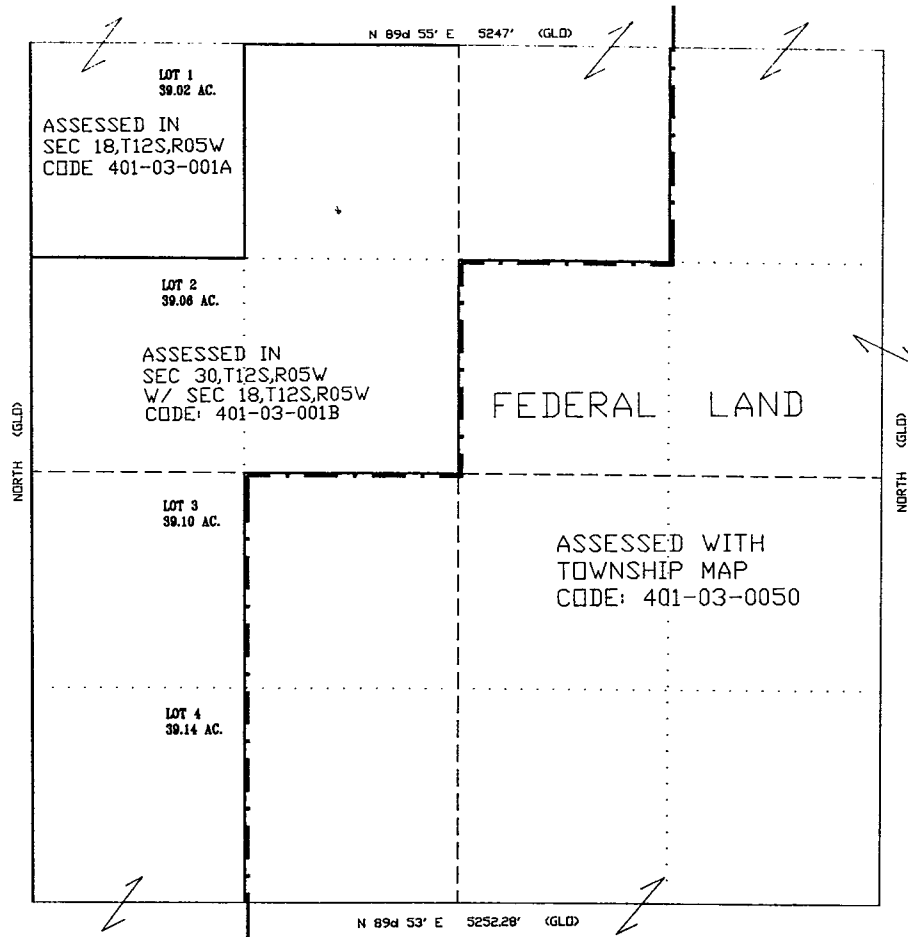 N 89d 55' E 5247' (GLO)
LOT 1
39.02 AC.
ASSESSED IN
SEC 18,T12S,R05W
CODE 401-03-001A
LOT 2
39.06 AC.
ASSESSED IN
SEC 30,T12S,R05W
W/ SEC 18,T12S,R05W
CODE: 401-03-001B
FEDERAL LAND
NORTH (GLO)
NORTH (GLO)
LOT 3
39.10 AC.
ASSESSED WITH
TOWNSHIP MAP
CODE: 401-03-0050
LOT 4
39.14 AC.
N 89d 53' E 5252.28' (GLO)